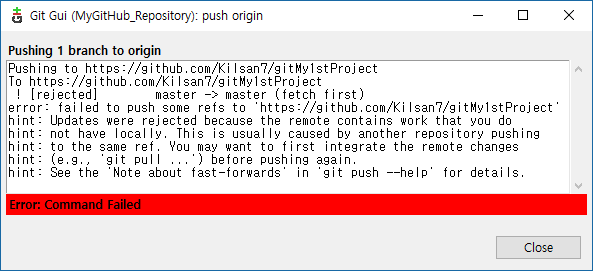 Git Gui (MyGitHub_Repository): push origin
Pushing 1 branch to origin
Pushing to https://github.com/Kilsan7/gitMy1stProject
To https://github.com/Kilsan7/gitMy1stProject
 ! [rejected]        master -> master (fetch first)
error: failed to push some refs to 'https://github.com/Kilsan7/gitMy1stProject'
hint: Updates were rejected because the remote contains work that you do
hint: not have locally. This is usually caused by another repository pushing
hint: to the same ref. You may want to first integrate the remote changes
hint: (e.g., 'git pull ...') before pushing again.
hint: See the 'Note about fast-forwards' in 'git push --help' for details.
Error: Command Failed
Close